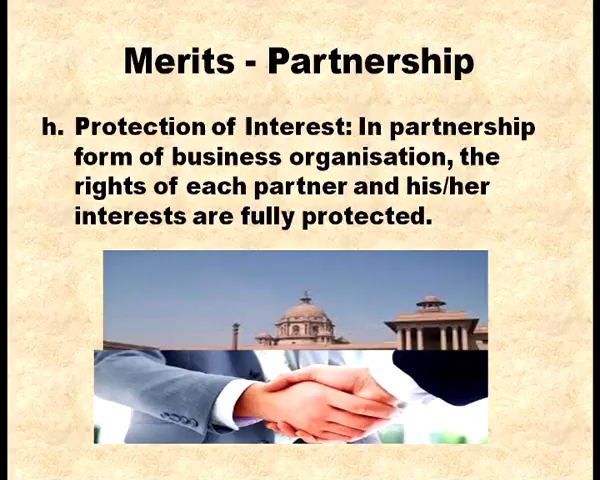 Merits - Partnership
h. Protection of Interest: In partnership
form of business organisation, the
rights of each partner and his/her
interests are fully protected.